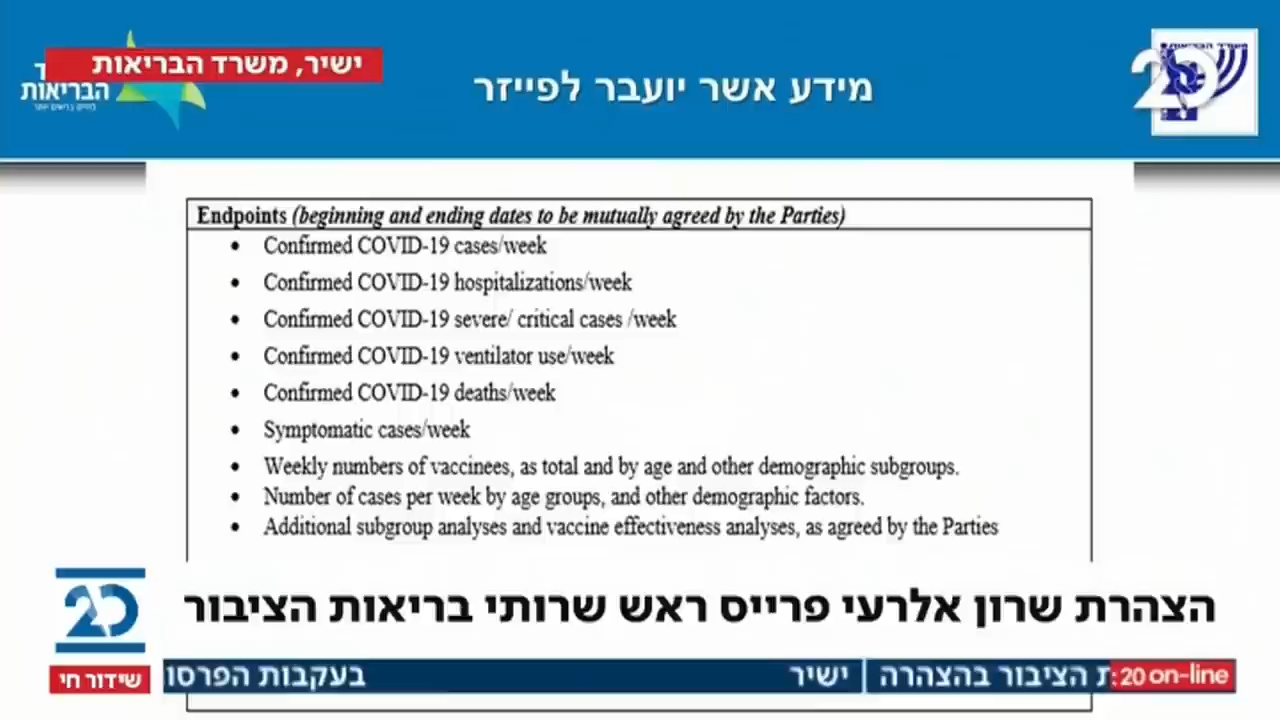 ישיר, משרד הבריאות
הבריאות
מידע אשר יועבר לפייזר
משרד הבריאות
20
Endpoints (beginning and ending dates to be mutually agreed by the Parties)
• Confirmed COVID-19 cases/week
• Confirmed COVID-19 hospitalizations/week
• Confirmed COVID-19 severe/ critical cases /week
• Confirmed COVID-19 ventilator use/week
• Confirmed COVID-19 deaths/week
• Symptomatic cases/week
• Weekly numbers of vaccinees, as total and by age and other demographic subgroups.
• Number of cases per week by age groups, and other demographic factors.
• Additional subgroup analyses and vaccine effectiveness analyses, as agreed by the Parties
20
הצהרת שרון אלרעי פרייס ראש שרותי בריאות הציבור
שידור חי
20 on-line
ת הציבור בהצהרה | ישיר
בעקבות הפרסו